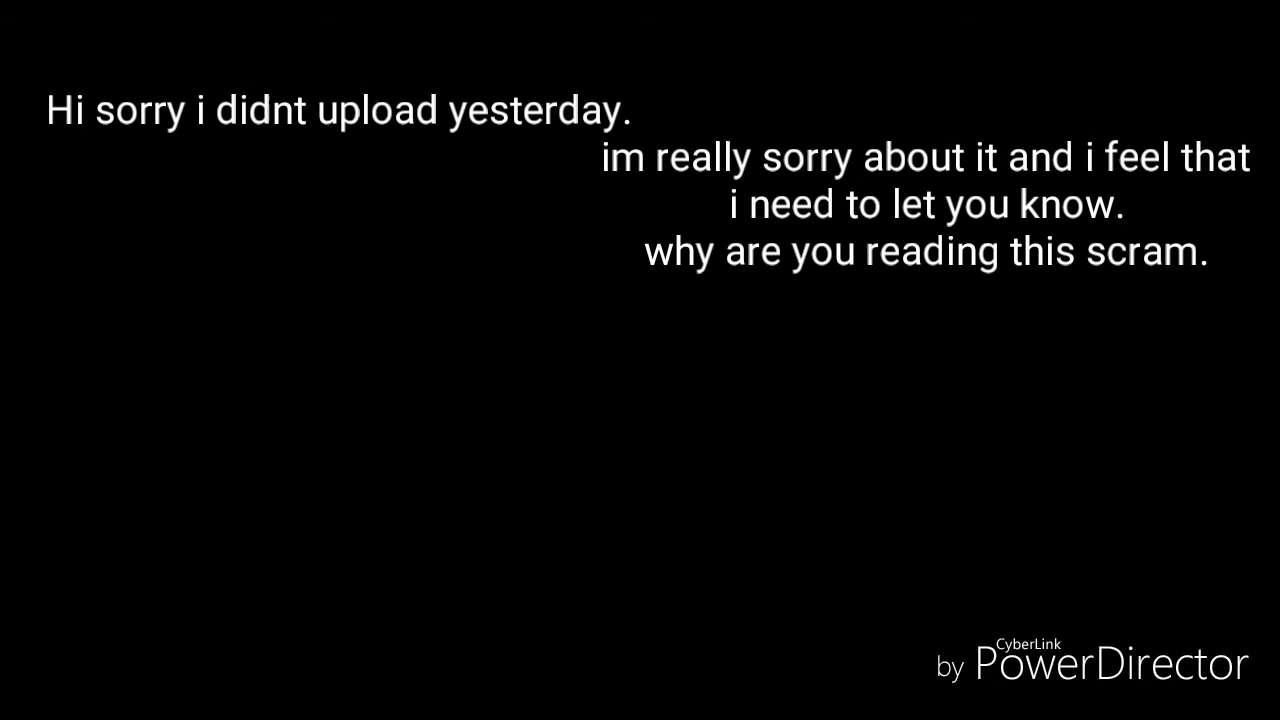 Hi sorry i didnt upload yesterday.
im really sorry about it and i feel that
i need to let you know.
why are you reading this scram.
CyberLink
by PowerDirector